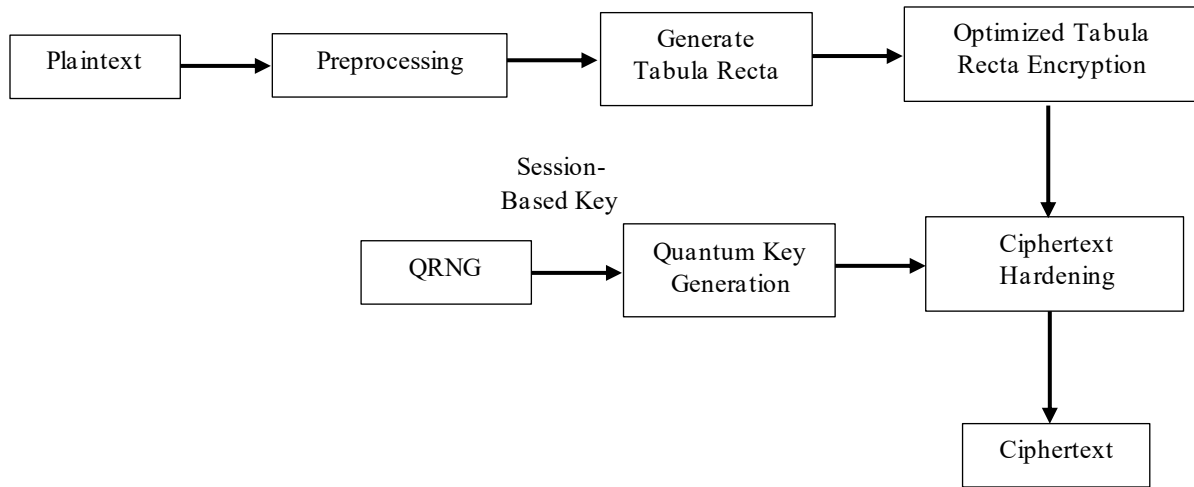 Plaintext
Preprocessing
Generate
Tabula Recta
Optimized Tabula
Recta Encryption
Session-
Based Key
QRNG
Quantum Key
Generation
Ciphertext
Hardening
Ciphertext